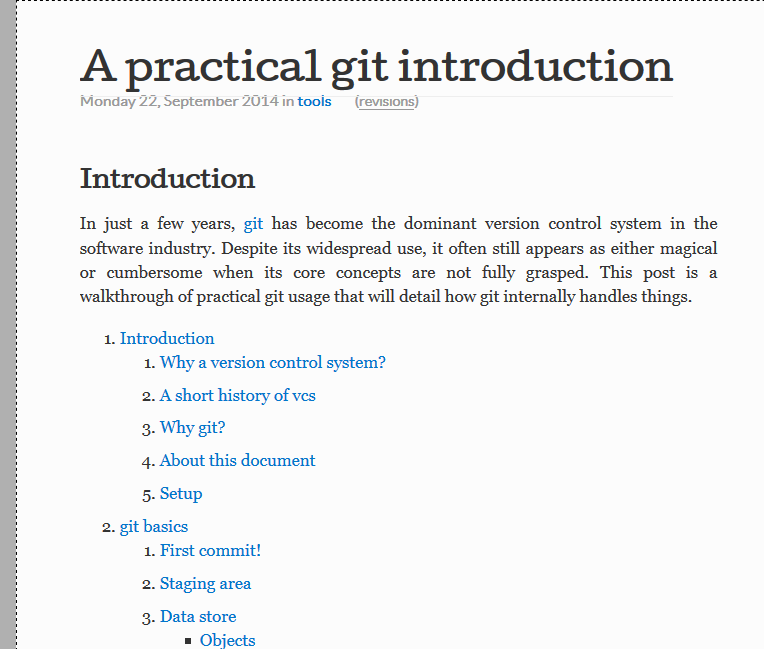 A practical git introduction
Monday 22, September 2014 in tools (revisions)
Introduction
In just a few years, git has become the dominant version control system in the
software industry. Despite its widespread use, it often still appears as either magical
or cumbersome when its core concepts are not fully grasped. This post is a
walkthrough of practical git usage that will detail how git internally handles things.
1. Introduction
1. Why a version control system?
2. A short history of vcs
3. Why git?
4. About this document
5. Setup
2. git basics
1. First commit!
2. Staging area
3. Data store
▪ Objects